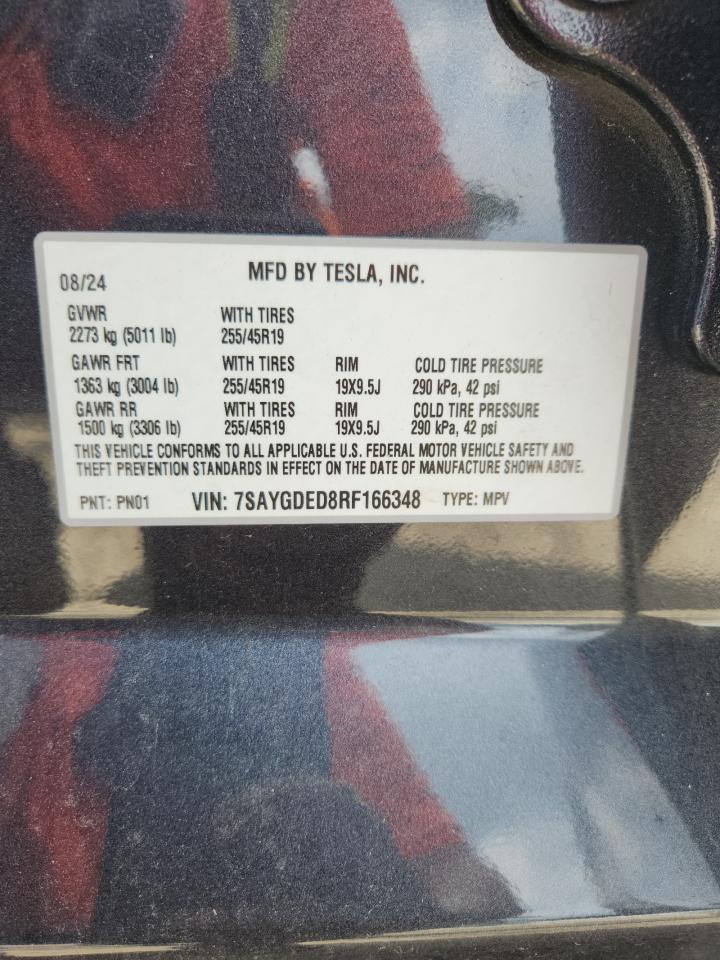 MFD BY TESLA, INC.
08/24
GVWR WITH TIRES
2273 kg (5011 lb) 255/45R19
GAWR FRT WITH TIRES RIM COLD TIRE PRESSURE
1363 kg (3004 lb) 255/45R19 19X9.5J 290 kPa, 42 psi
GAWR RR WITH TIRES RIM COLD TIRE PRESSURE
1500 kg (3306 lb) 255/45R19 19X9.5J 290 kPa, 42 psi
THIS VEHICLE CONFORMS TO ALL APPLICABLE U.S. FEDERAL MOTOR VEHICLE SAFETY AND
THEFT PREVENTION STANDARDS IN EFFECT ON THE DATE OF MANUFACTURE SHOWN ABOVE.
PNT: PN01 VIN: 7SAYGDED8RF166348 TYPE: MPV